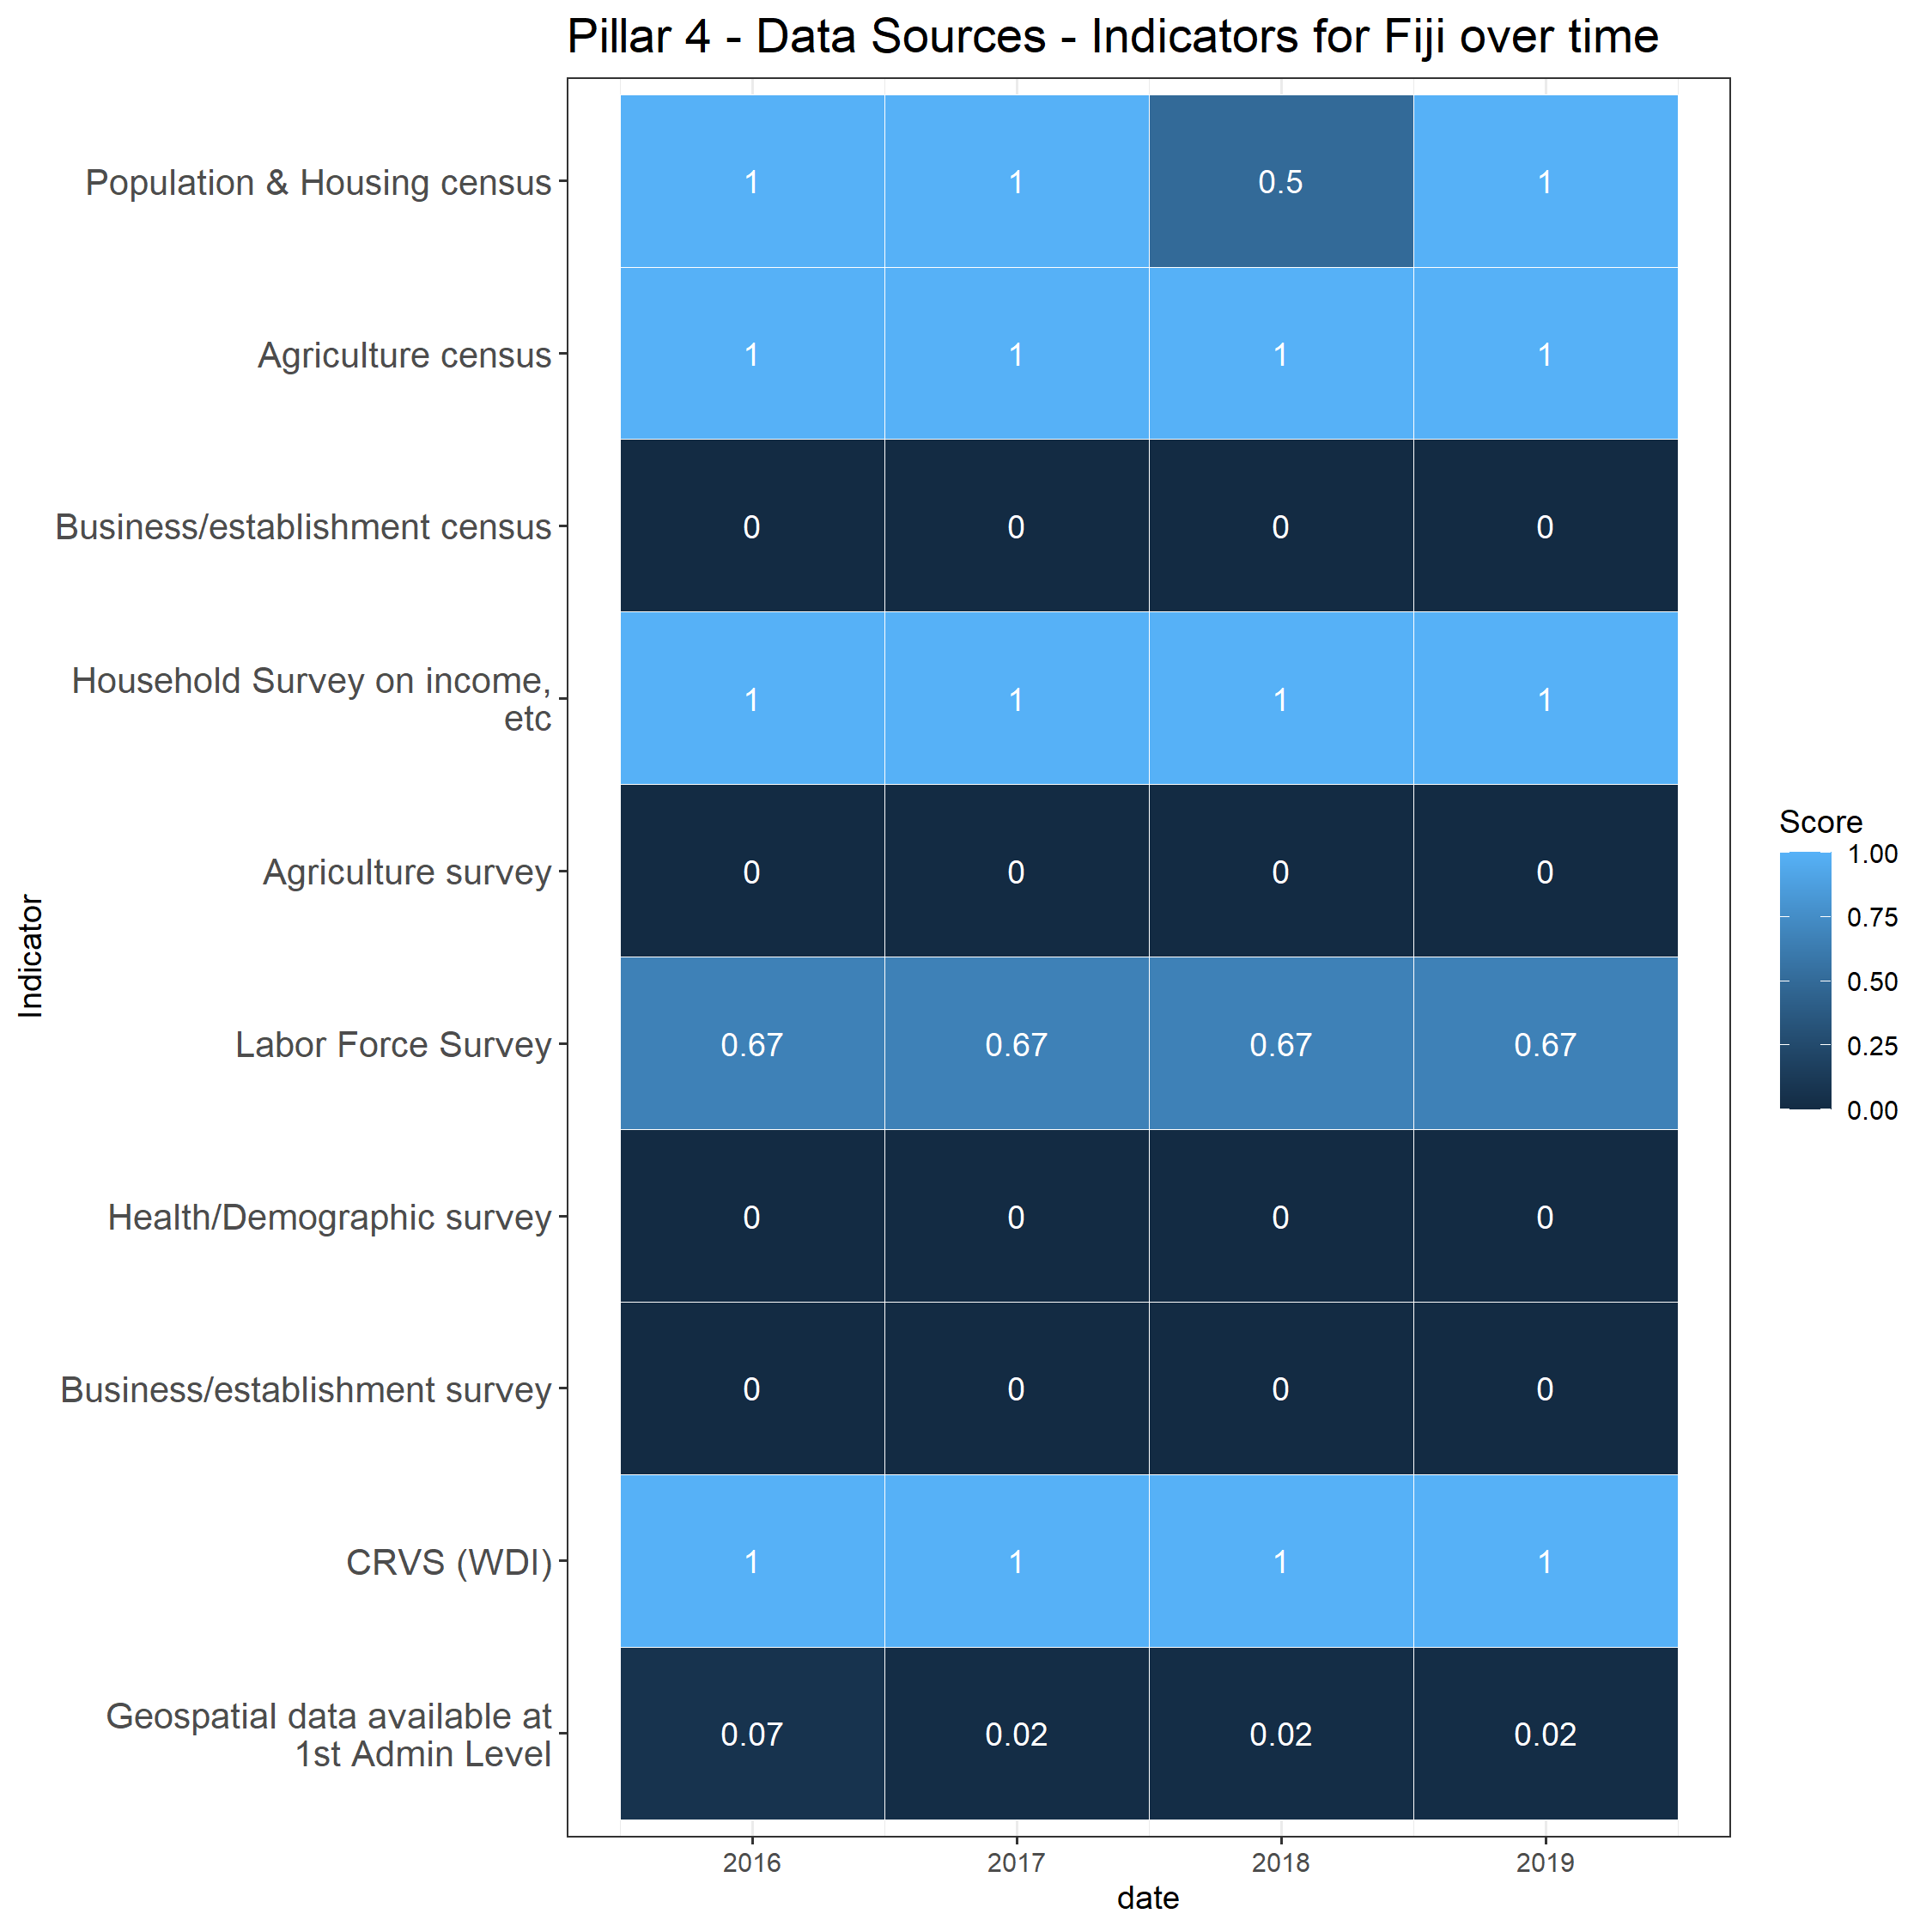 Pillar 4 - Data Sources - Indicators for Fiji over time
Indicator
Population & Housing census
1 1 0.5 1
Agriculture census
1 1 1 1
Business/establishment census
0 0 0 0
Household Survey on income,
etc
1 1 1 1
Agriculture survey
0 0 0 0
Labor Force Survey
0.67 0.67 0.67 0.67
Health/Demographic survey
0 0 0 0
Business/establishment survey
0 0 0 0
CRVS (WDI)
1 1 1 1
Geospatial data available at
1st Admin Level
0.07 0.02 0.02 0.02
2016 2017 2018 2019
date
Score
1.00
0.75
0.50
0.25
0.00